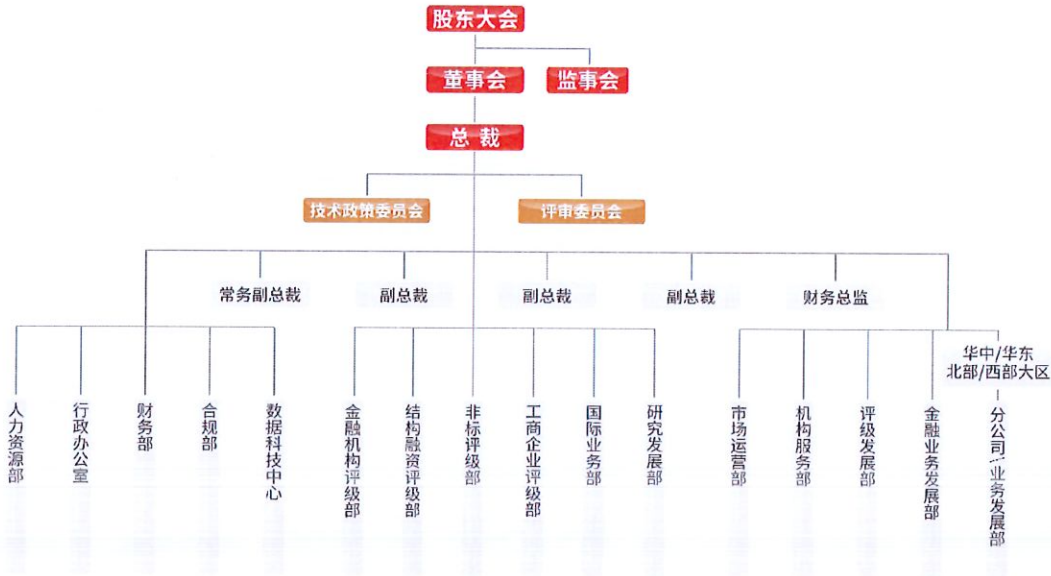 股东大会
董事会
监事会
总裁
技术政策委员会
评审委员会
常务副总裁
副总裁
副总裁
副总裁
财务总监
华中/华东
北部/西部大区
人力资源部
行政办公室
财务部
合规部
数据科技中心
金融机构评级部
结构融资评级部
非标评级部
工商企业评级部
国际业务部
研究发展部
市场运营部
机构服务部
评级发展部
金融业务发展部
分公司/业务发展部